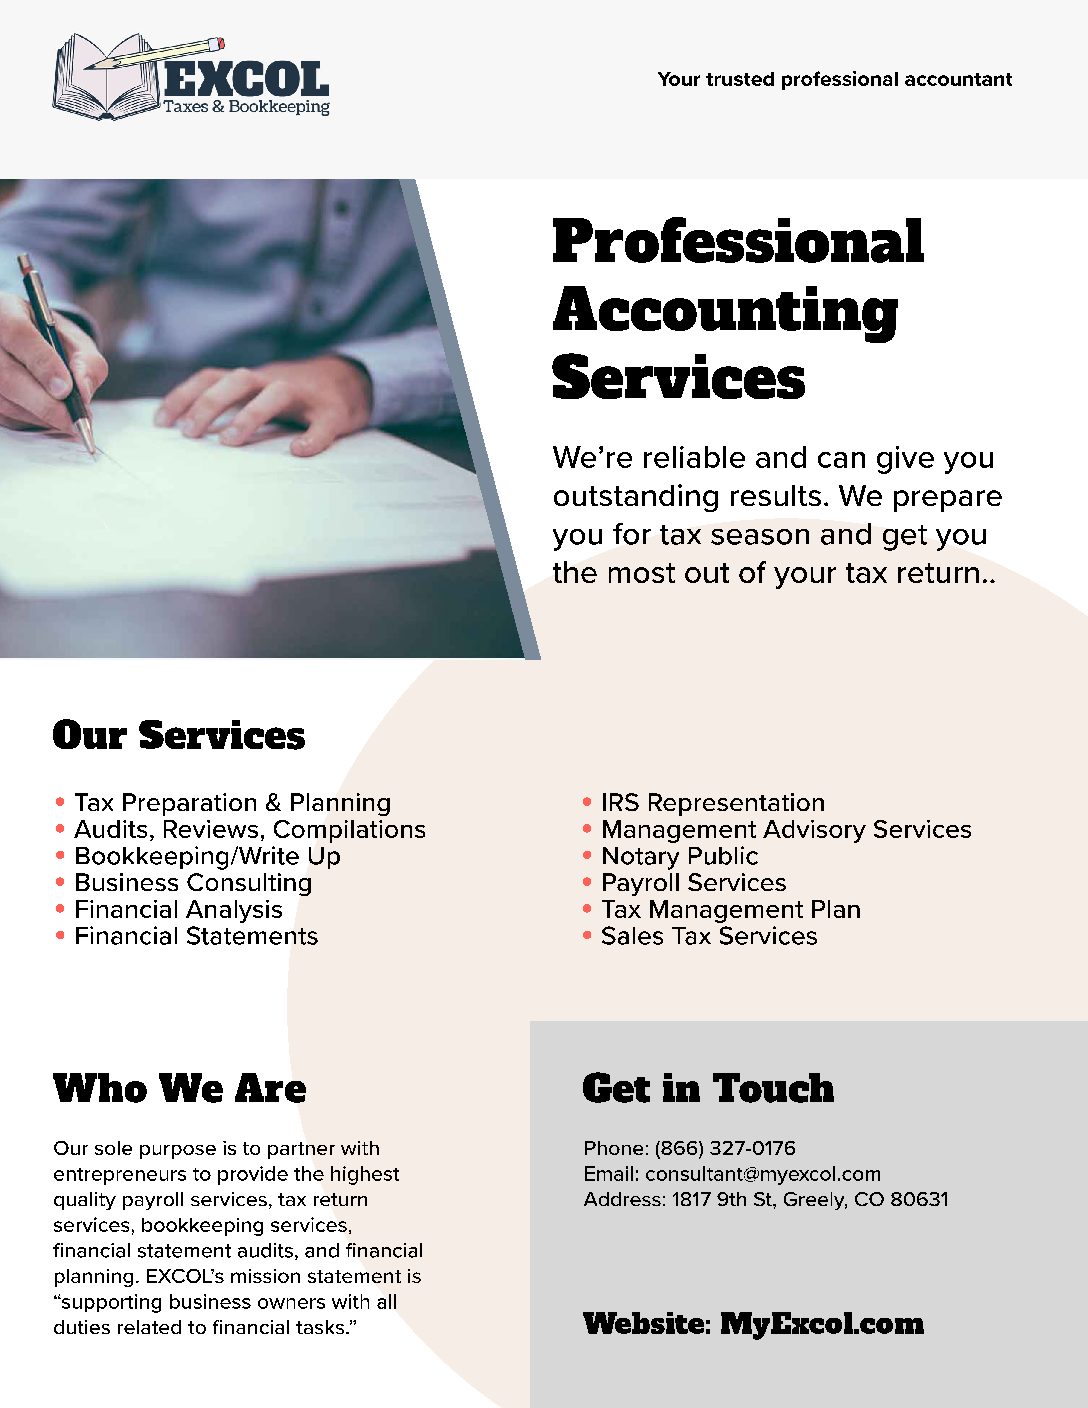 EXCOL
Taxes & Bookkeeping
Your trusted professional accountant
Professional
Accounting
Services
We're reliable and can give you
outstanding results. We prepare
you for tax season and get you
the most out of your tax return..
Our Services
• Tax Preparation & Planning
• Audits, Reviews, Compilations
• Bookkeeping/Write Up
• Business Consulting
• Financial Analysis
• Financial Statements
• IRS Representation
• Management Advisory Services
• Notary Public
• Payroll Services
• Tax Management Plan
• Sales Tax Services
Who We Are
Our sole purpose is to partner with
entrepreneurs to provide the highest
quality payroll services, tax return
services, bookkeeping services,
financial statement audits, and financial
planning. EXCOL's mission statement is
“supporting business owners with all
duties related to financial tasks.”
Get in Touch
Phone: (866) 327-0176
Email: consultant@myexcol.com
Address: 1817 9th St, Greely, CO 80631
Website: MyExcol.com